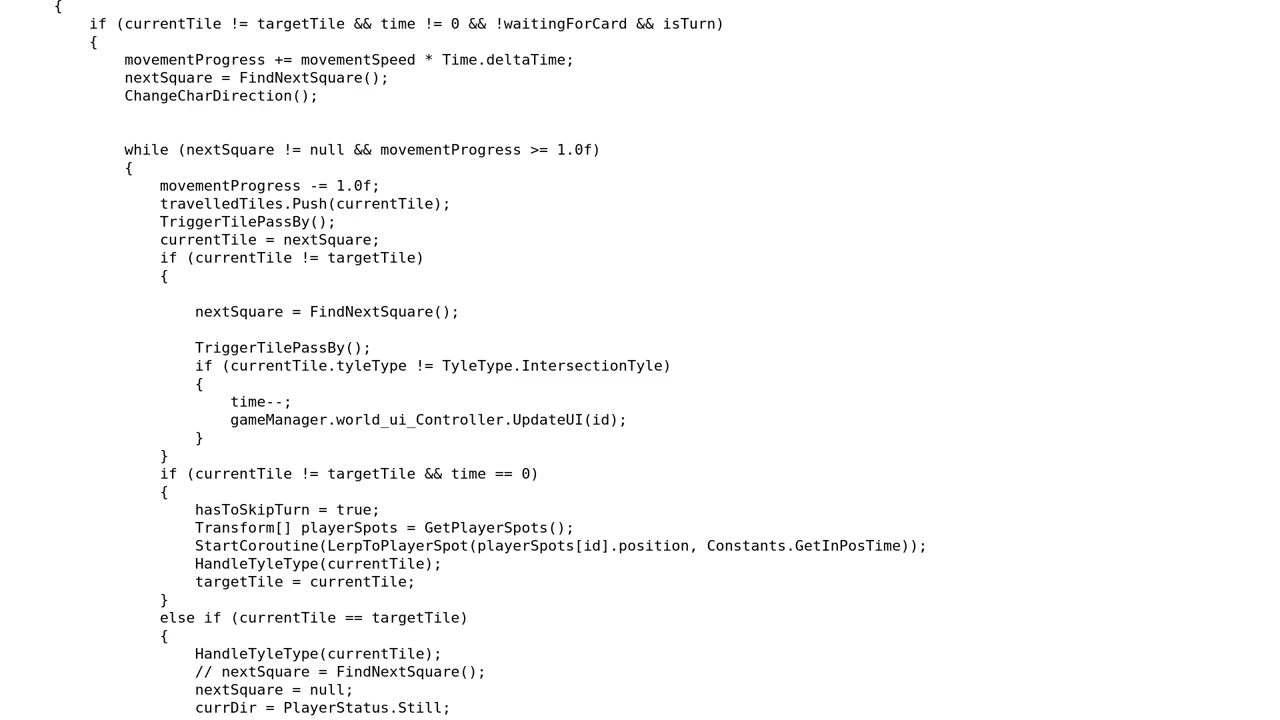 {
if (currentTile != targetTile && time != 0 && !waitingForCard && isTurn)
{
movementProgress += movementSpeed * Time.deltaTime;
nextSquare = FindNextSquare();
ChangeCharDirection();
while (nextSquare != null && movementProgress >= 1.0f)
{
movementProgress -= 1.0f;
travelledTiles.Push(currentTile);
TriggerTilePassBy();
currentTile = nextSquare;
if (currentTile != targetTile)
{
nextSquare = FindNextSquare();
TriggerTilePassBy();
if (currentTile.tyleType != TyleType.IntersectionTyle)
{
time--;
gameManager.world_ui_Controller.UpdateUI(id);
}
}
if (currentTile != targetTile && time == 0)
{
hasToSkipTurn = true;
Transform[] playerSpots = GetPlayerSpots();
StartCoroutine(LerpToPlayerSpot(playerSpots[id].position, Constants.GetInPosTime));
HandleTyleType(currentTile);
targetTile = currentTile;
}
else if (currentTile == targetTile)
{
HandleTyleType(currentTile);
// nextSquare = FindNextSquare();
nextSquare = null;
currDir = PlayerStatus.Still;